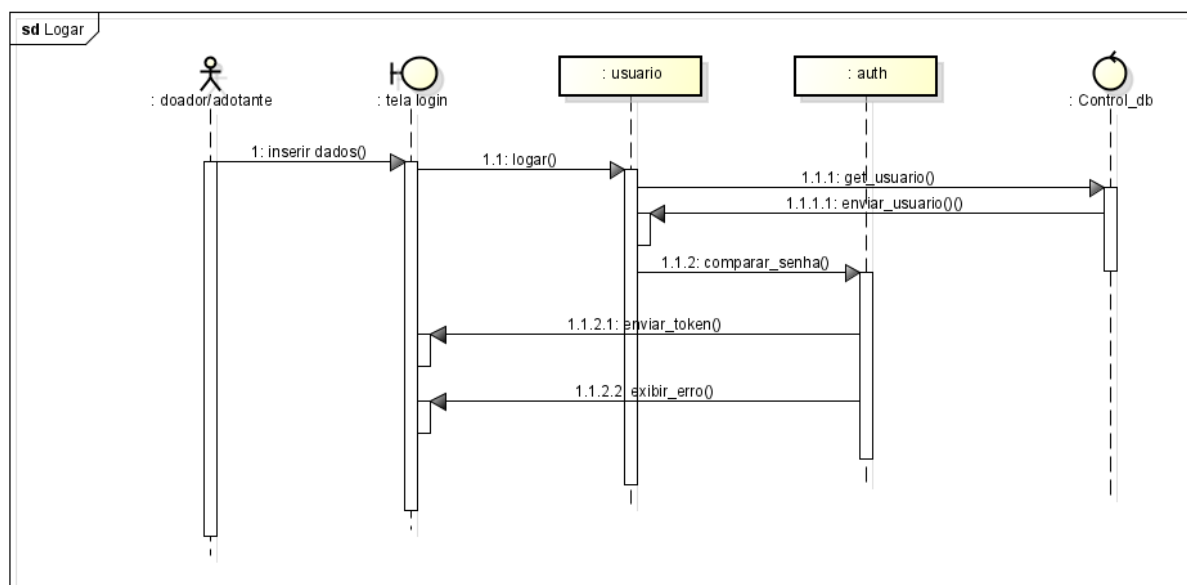 sd Logar
: doador/adotante
: tela login
: usuario
: auth
: Control_db
1: inserir dados()
1.1: logar()
1.1.1: get_usuario()
1.1.1.1: enviar_usuario()()
1.1.2: comparar_senha()
1.1.2.1: enviar_token()
1.1.2.2: exibir_erro()